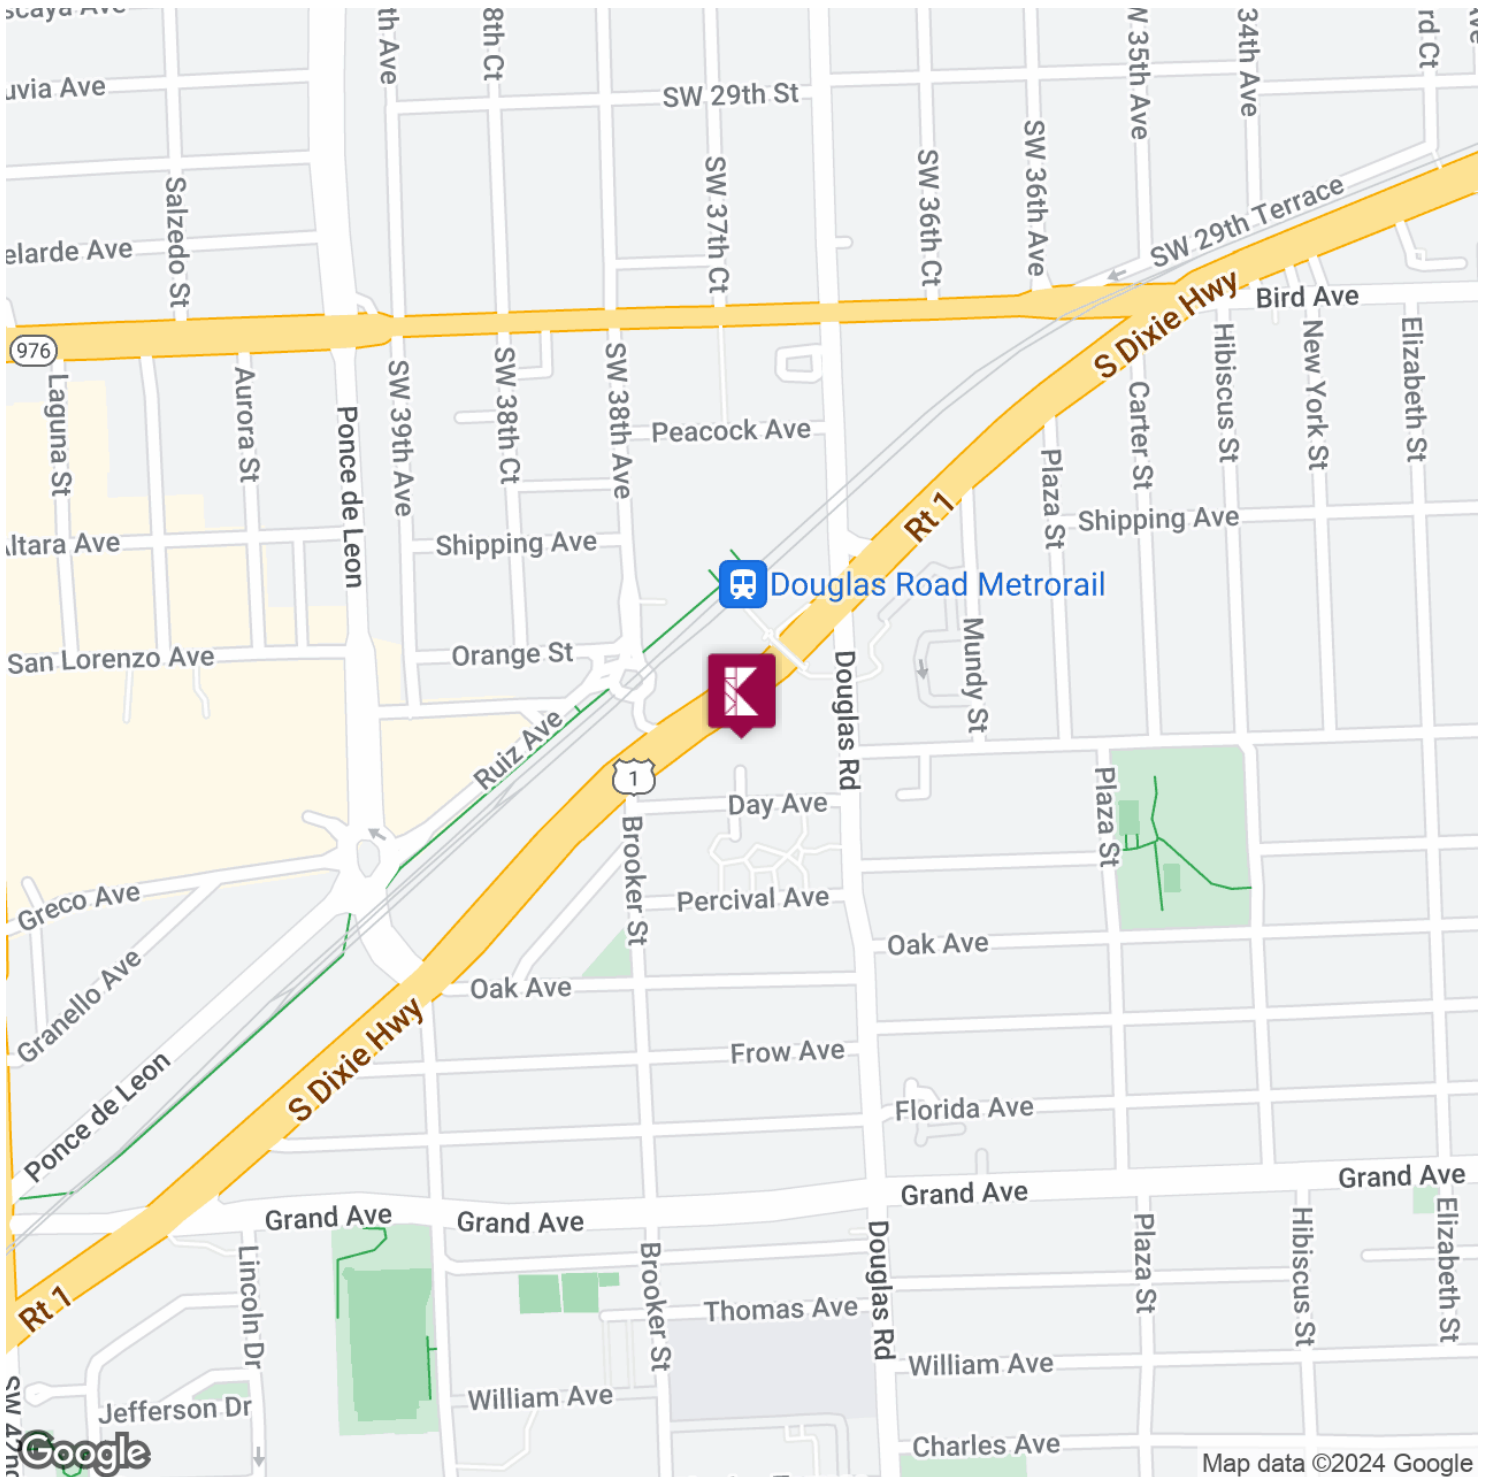 scaya Ave
th Ave
8th Ct
W 35th Ave
34th Ave
rd Ct
uvia Ave
SW 29th St
SW 37th Ct
SW 36th Ct
SW 36th Ave
Salzedo St
SW 29th Terrace
elarde Ave
S Dixie Hwy
Bird Ave
976
Laguna St
Aurora St
Ponce de Leon
SW 39th Ave
SW 38th Ct
SW 38th Ave
Peacock Ave
Carter St
Hibiscus St
New York St
Elizabeth St
Plaza St
Rt 1
Shipping Ave
Altara Ave
Shipping Ave
Douglas Road Metrorail
San Lorenzo Ave
Orange St
Mundy St
Douglas Rd
K
Ruiz Ave
1
Day Ave
Plaza St
Brooker St
Greco Ave
Percival Ave
Oak Ave
Granello Ave
Oak Ave
S Dixie Hwy
Frow Ave
Ponce de Leon
Florida Ave
Grand Ave
Grand Ave
Grand Ave
Grand Ave
Lincoln Dr
Brooker St
Douglas Rd
Plaza St
Hibiscus St
Elizabeth St
Rt 1
Thomas Ave
William Ave
SW 42nd
Jefferson Dr
William Ave
Charles Ave
Google
Map data ©2024 Google